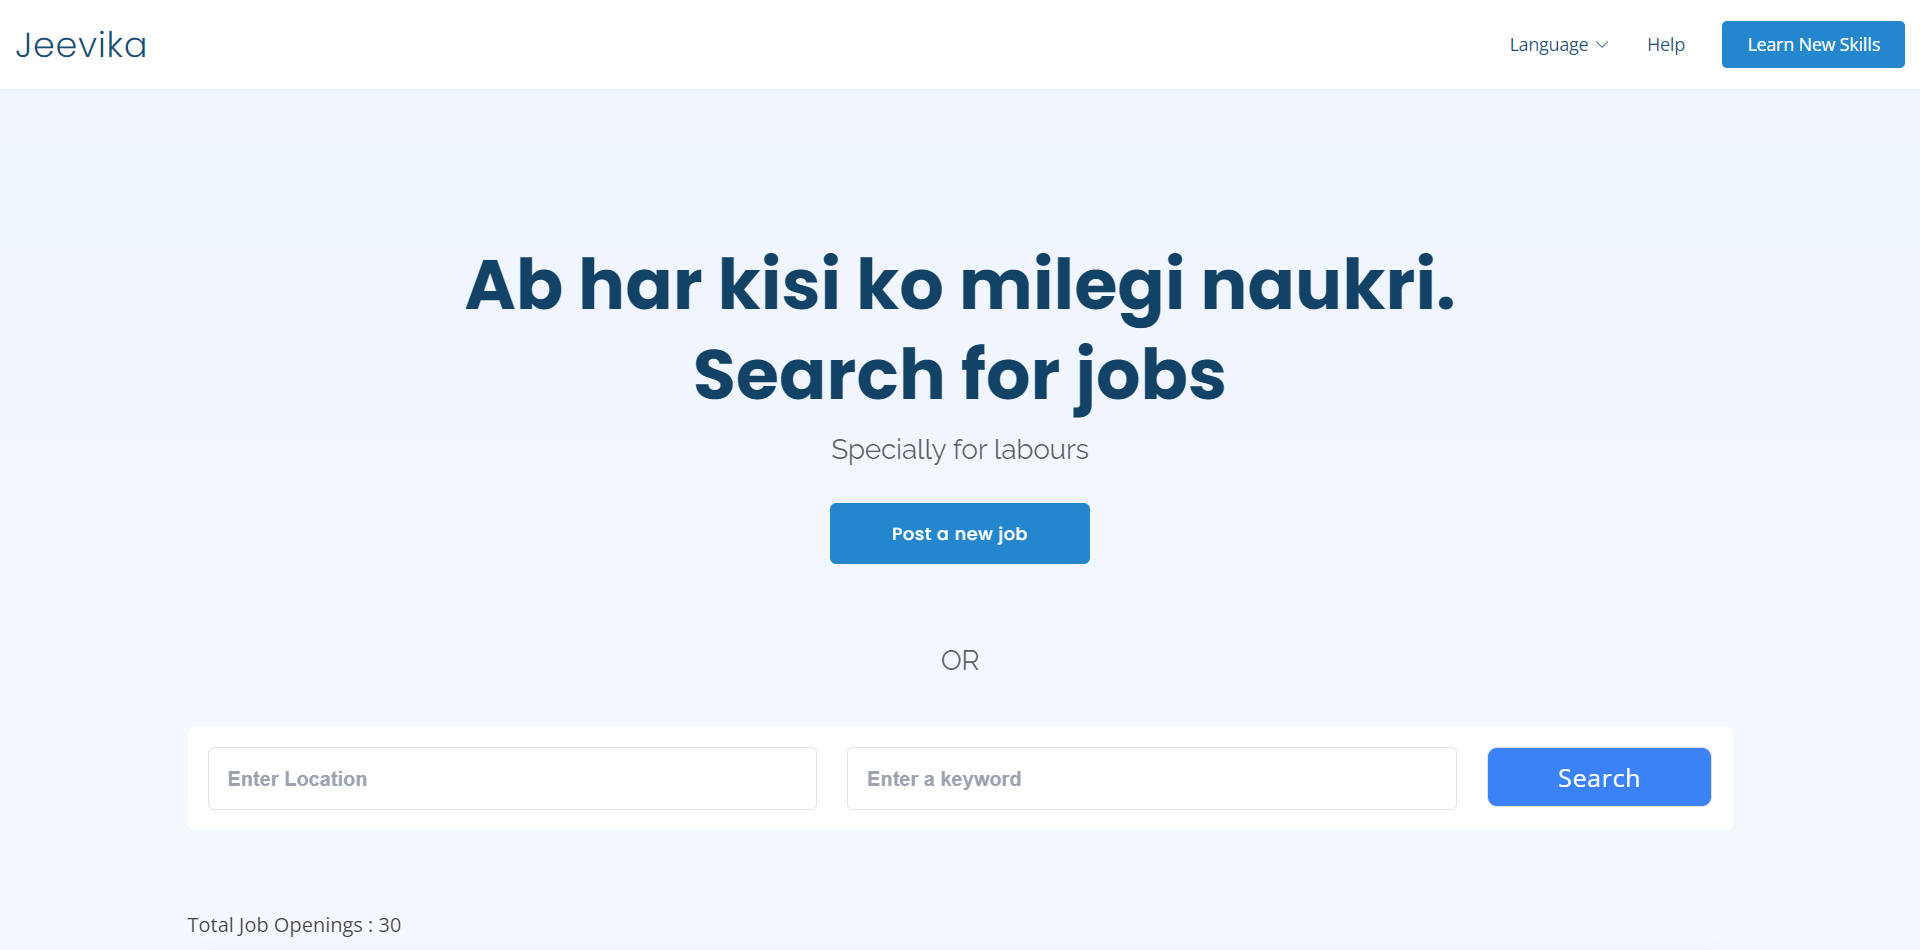 Jeevika
Language
Help
Learn New Skills
Ab har kisi ko milegi naukri.
Search for jobs
Specially for labours
Post a new job
OR
Enter Location
Enter a keyword
Search
Total Job Openings : 30